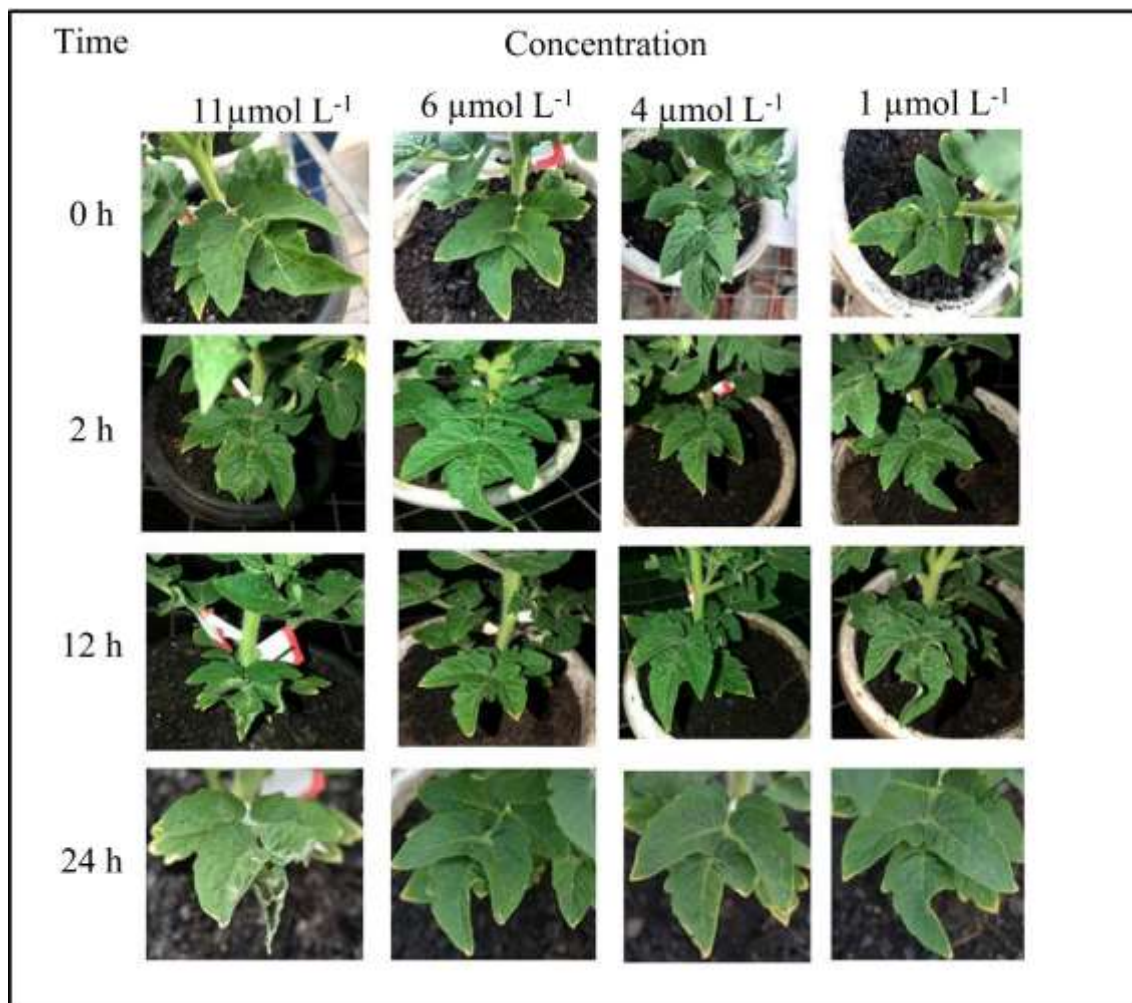 Time Concentration
11µmol L-1 6 µmol L-1 4 µmol L-1 1 µmol L-1
0 h
2 h
12 h
24 h